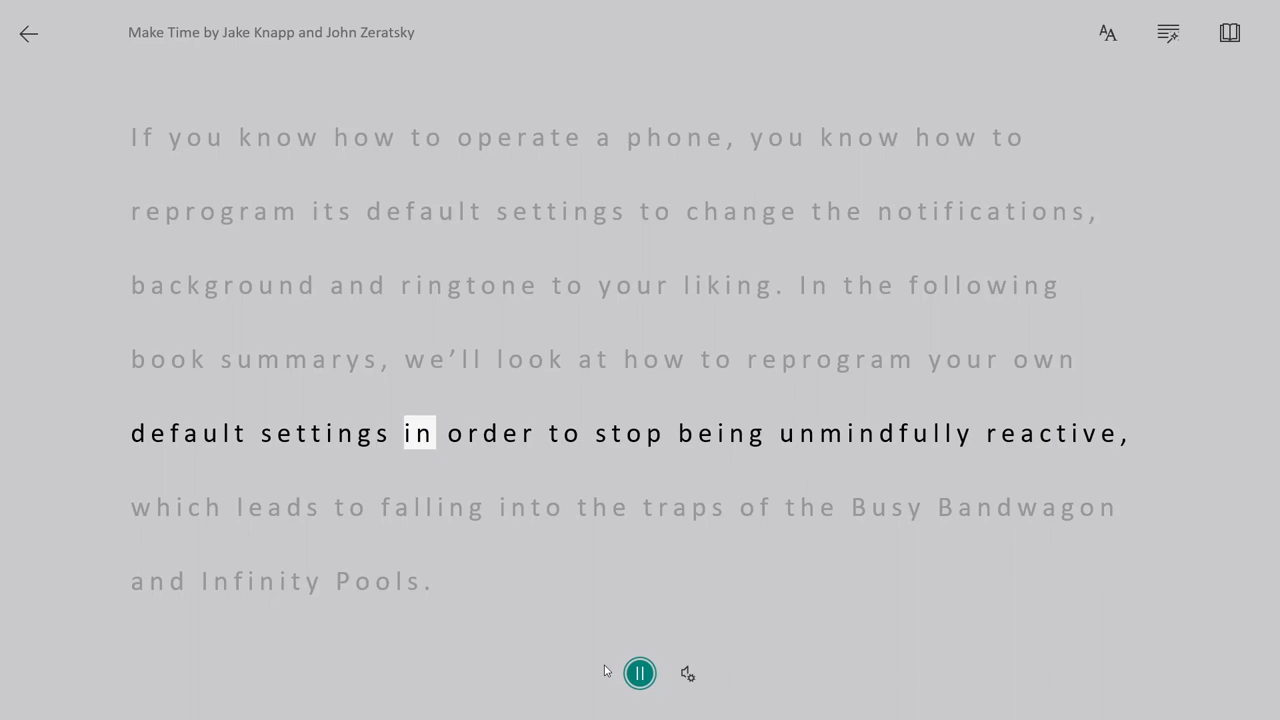 Make Time by Jake Knapp and John Zeratsky
If you know how to operate a phone, you know how to
reprogram its default settings to change the notifications,
background and ringtone to your liking. In the following
book summarys, we’ll look at how to reprogram your own
default settings in order to stop being unmindfully reactive,
which leads to falling into the traps of the Busy Bandwagon
and Infinity Pools.